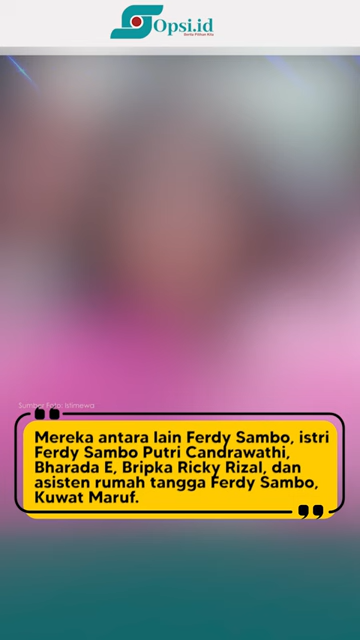 Opsi.id
Sumber Foto: Istimewa
Mereka antara lain Ferdy Sambo, istri
Ferdy Sambo Putri Candrawathi,
Bharada E, Bripka Ricky Rizal, dan
asisten rumah tangga Ferdy Sambo,
Kuwat Maruf.